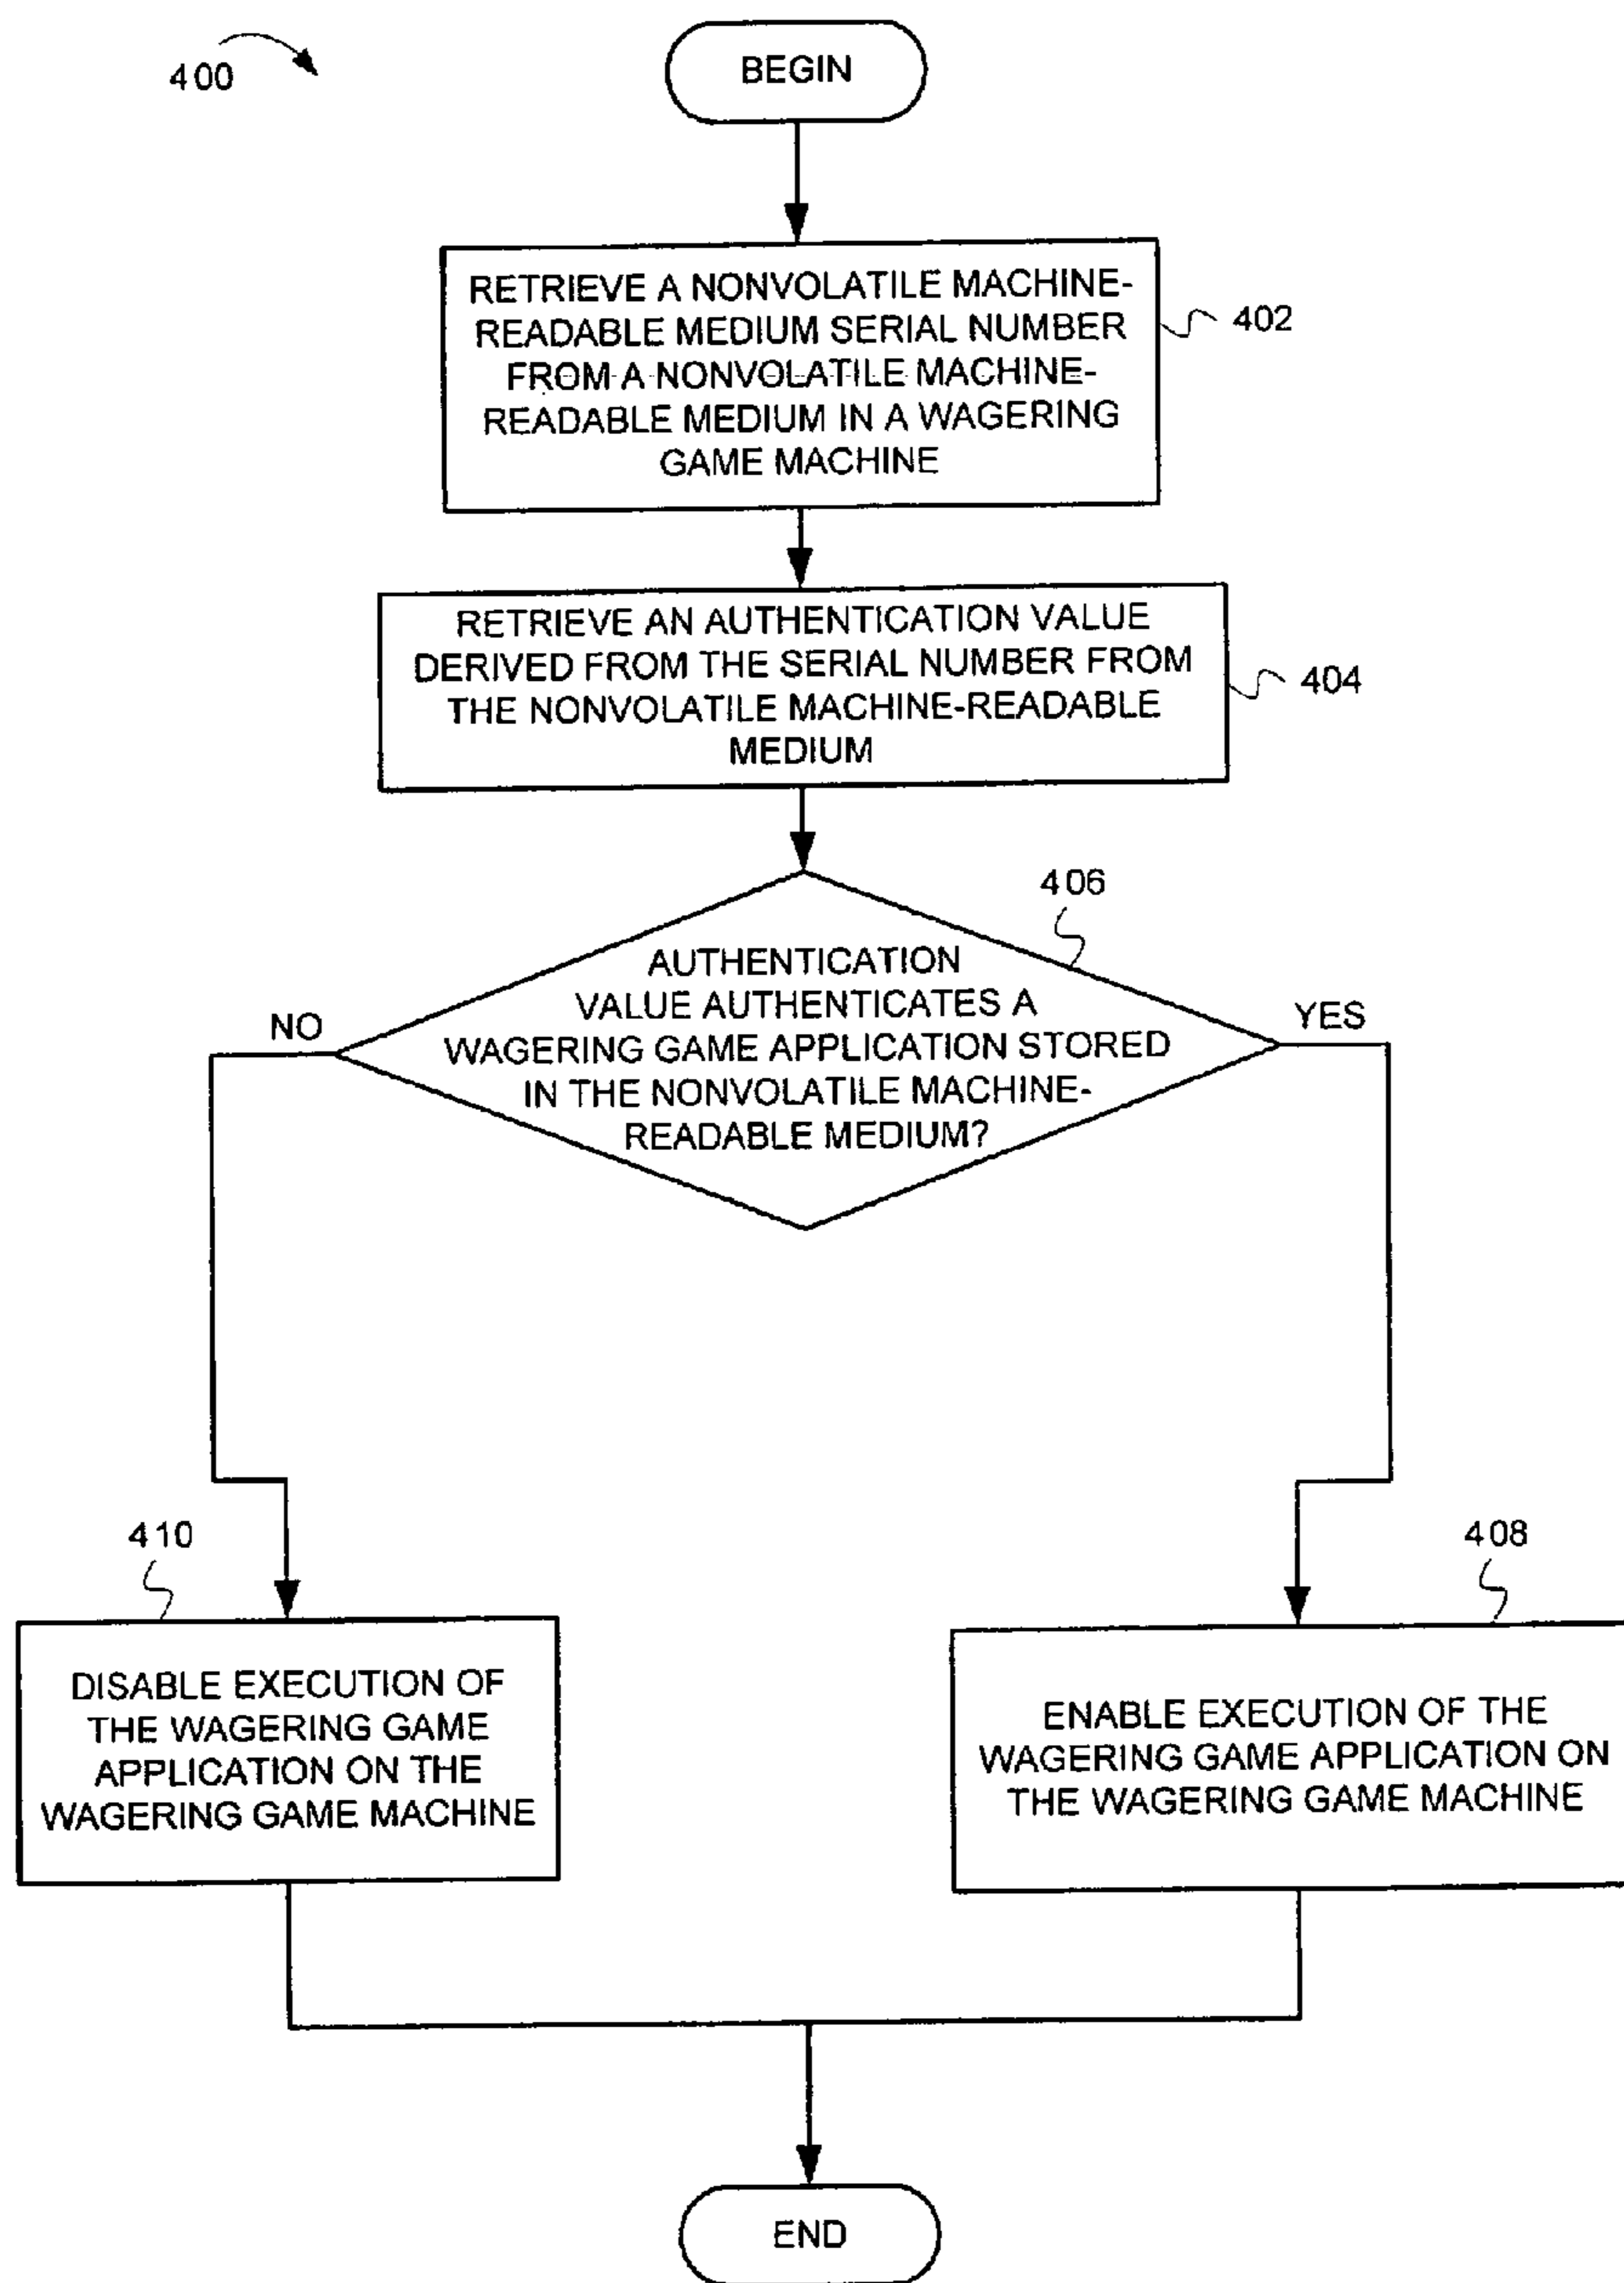 400
BEGIN
RETRIEVE A NONVOLATILE MACHINE-
READABLE MEDIUM SERIAL NUMBER
FROM A NONVOLATILE MACHINE-
READABLE MEDIUM IN A WAGERING
GAME MACHINE
402
RETRIEVE AN AUTHENTICATION VALUE
DERIVED FROM THE SERIAL NUMBER FROM
THE NONVOLATILE MACHINE-READABLE
MEDIUM
404
406
AUTHENTICATION
VALUE AUTHENTICATES A
WAGERING GAME APPLICATION STORED
IN THE NONVOLATILE MACHINE-
READABLE MEDIUM?
NO
YES
410
DISABLE EXECUTION OF
THE WAGERING GAME
APPLICATION ON THE
WAGERING GAME MACHINE
408
ENABLE EXECUTION OF THE
WAGERING GAME APPLICATION ON
THE WAGERING GAME MACHINE
END